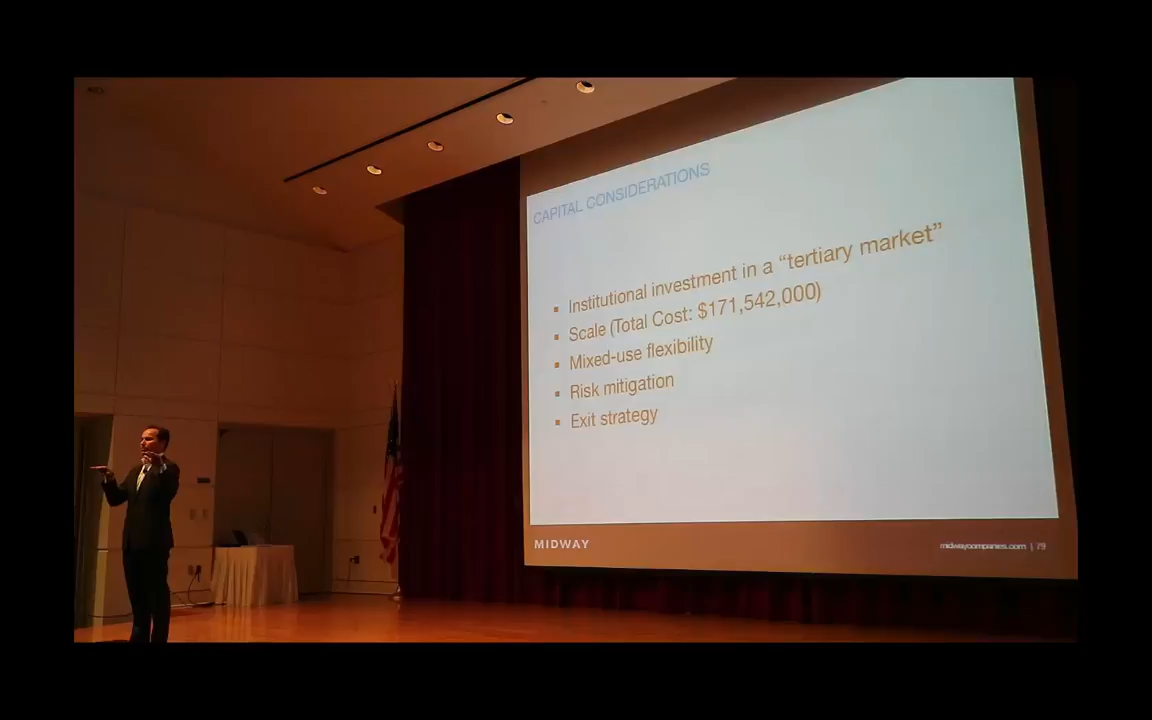 CAPITAL CONSIDERATIONS
▪ Institutional investment in a “tertiary market”
▪ Scale (Total Cost: $171,542,000)
▪ Mixed-use flexibility
▪ Risk mitigation
▪ Exit strategy
MIDWAY
midwaycompanies.com | 79